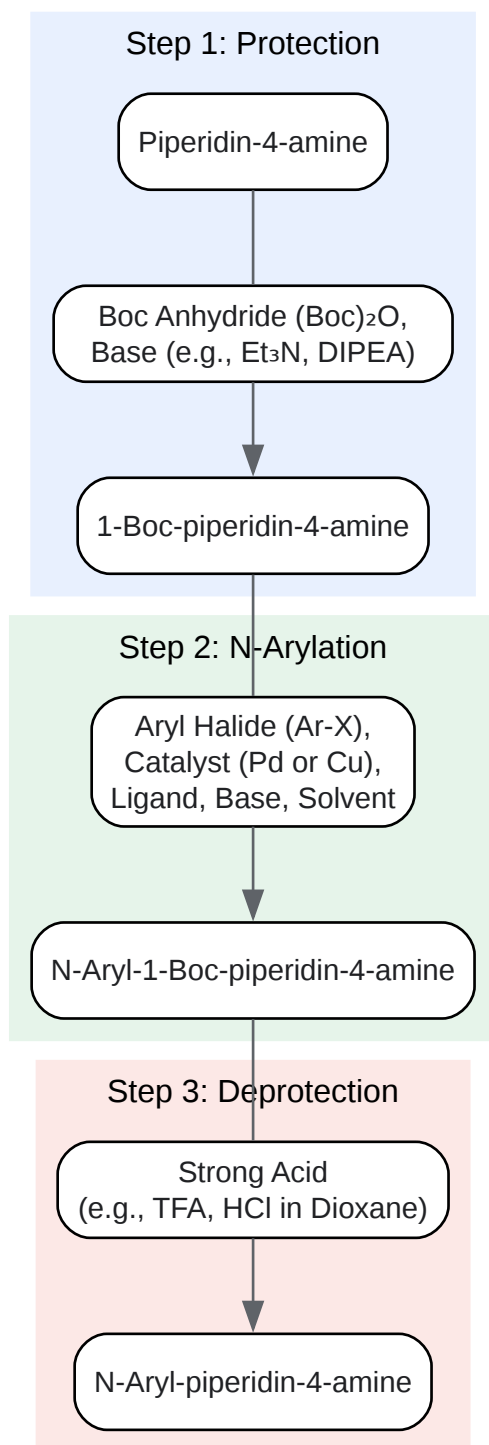 Step 1: Protection
Piperidin-4-amine
Boc Anhydride (Boc)₂O,
Base (e.g., Et₃N, DIPEA)
1-Boc-piperidin-4-amine
Step 2: N-Arylation
Aryl Halide (Ar-X),
Catalyst (Pd or Cu),
Ligand, Base, Solvent
N-Aryl-1-Boc-piperidin-4-amine
Step 3: Deprotection
Strong Acid
(e.g., TFA, HCl in Dioxane)
N-Aryl-piperidin-4-amine